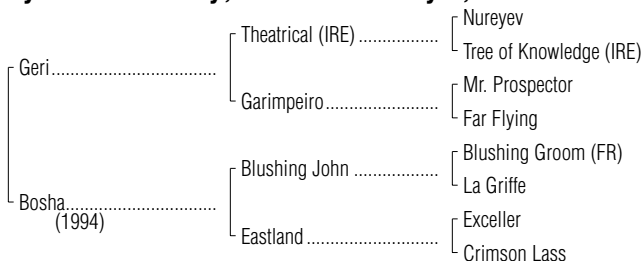 Nureyev
Theatrical (IRE) ..................
Tree of Knowledge (IRE)
Geri.....................................
Mr. Prospector
Garimpeiro .........................
Far Flying
Blushing Groom (FR)
Blushing John ...................
La Griffe
Bosha..................................
(1994)
Exceller
Eastland .............................
Crimson Lass